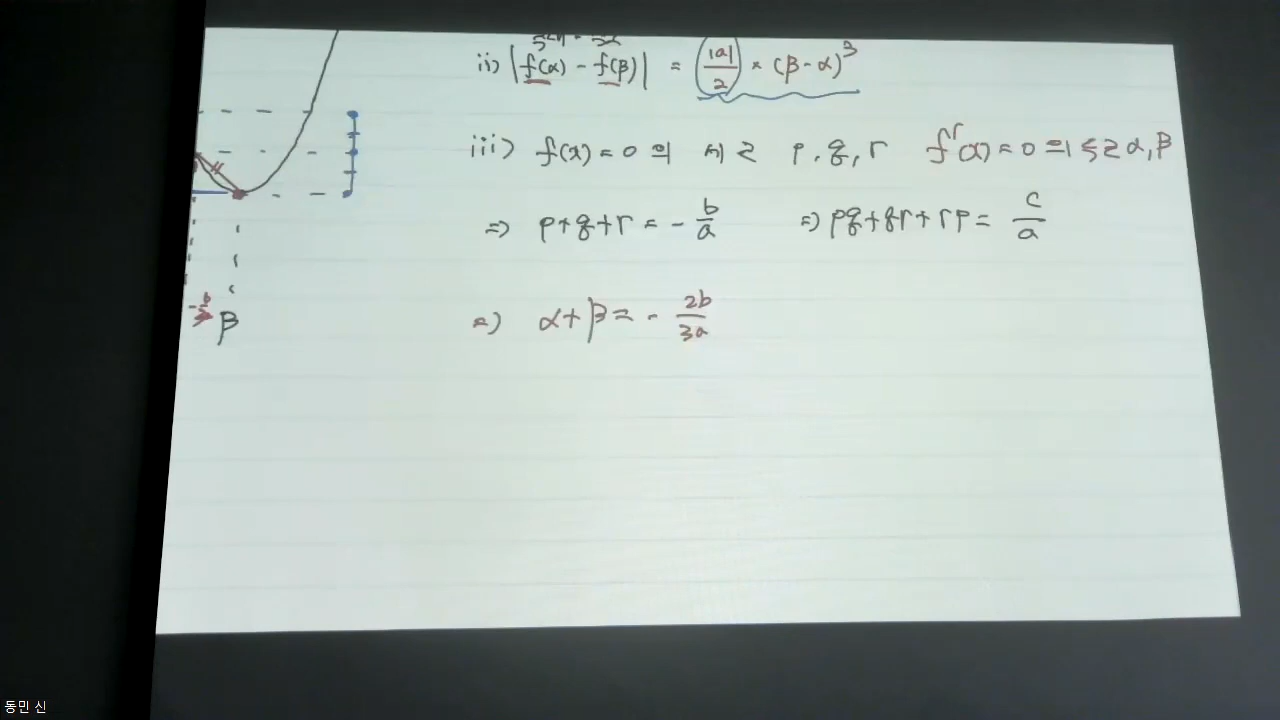 ii) |f(α) - f(β)| = (|a|/2) × (β-α)³
iii) f(x)=0 의 세 근 p, q, r f'(x)=0 의 두 근 α, β
⇒ p+q+r = - b/a ⇒ pq+qr+rp = c/a
⇒ α+β = - 2b/3a
β
동민 신